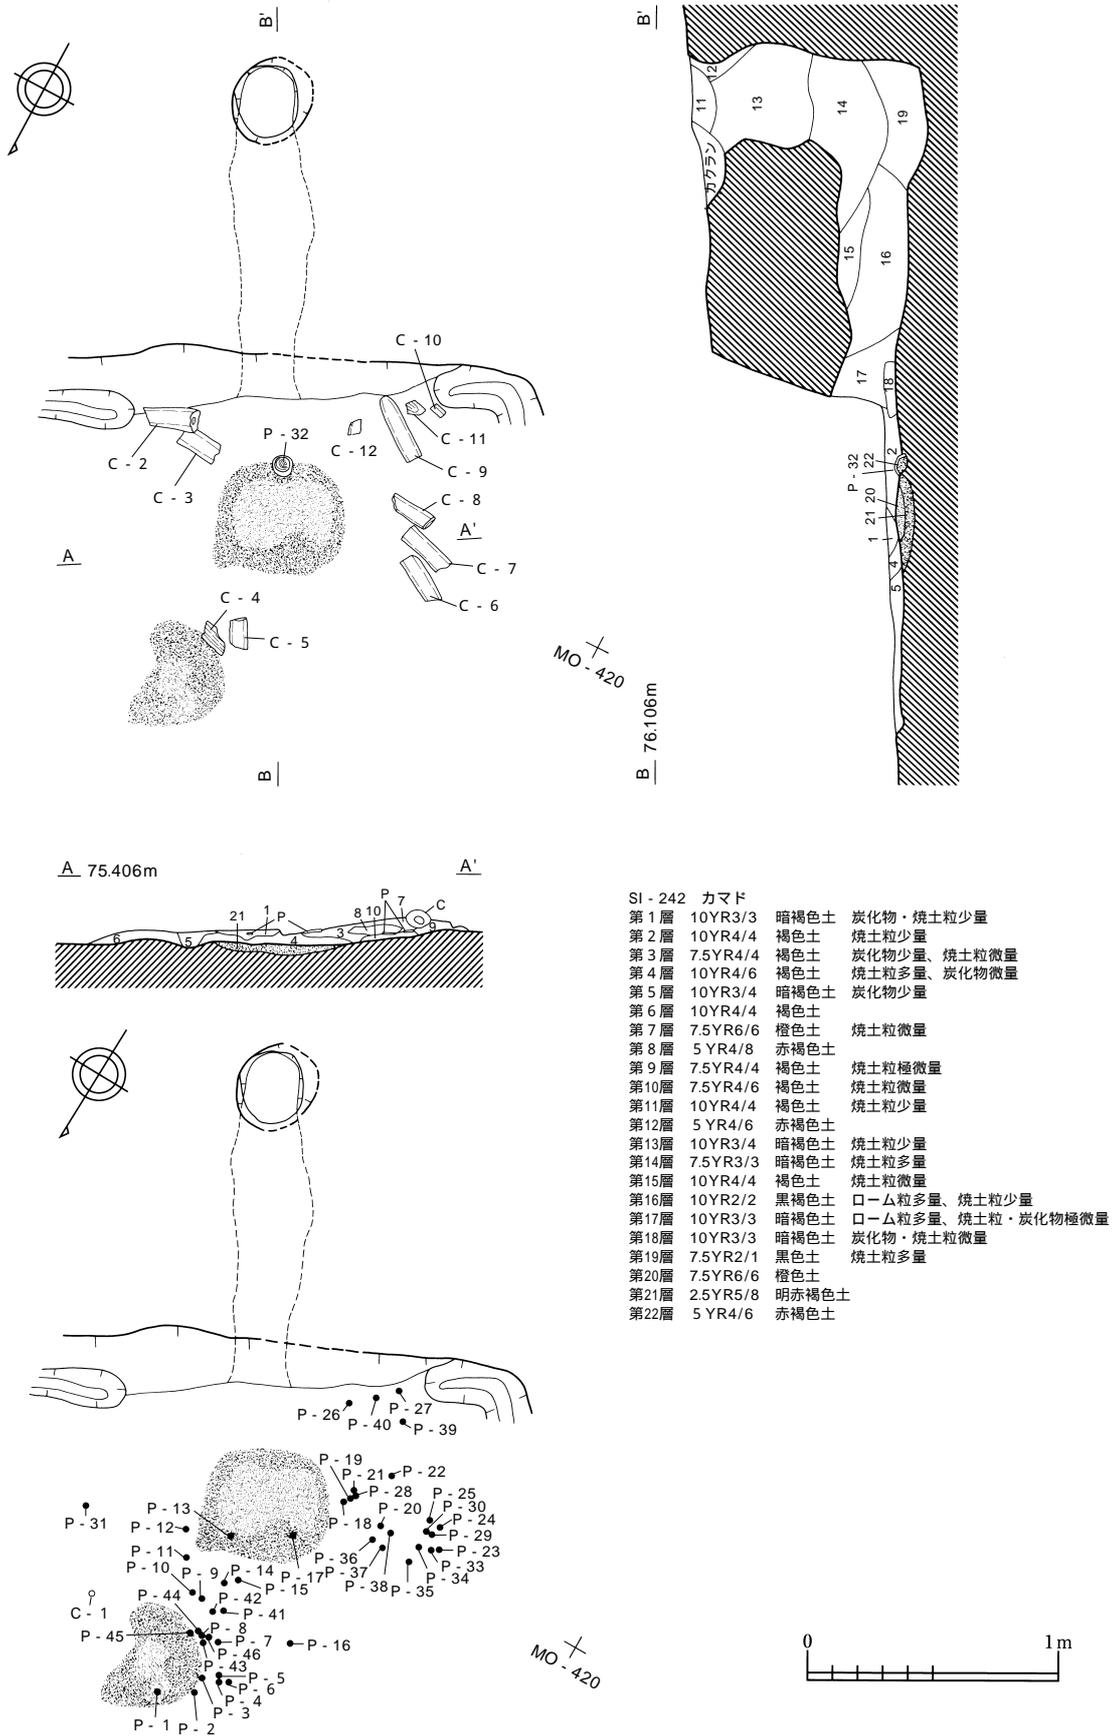 B'
B'
12
11
13
14
19
カクラン
15
16
17
18
C - 10
C - 11
C - 12
C - 9
P - 32
C - 2
C - 3
C - 8
A
A'
C - 7
C - 6
C - 4
C - 5
2
22
P - 32
20
21
1
4
5
MO - 420
B
B 76.106m
A 75.406m
A'
21
1
P
8
10
P
7
C
6
5
4
3
9
SI - 242 カマド
第1層 10YR3/3 暗褐色土 炭化物・焼土粒少量
第2層 10YR4/4 褐色土 焼土粒少量
第3層 7.5YR4/4 褐色土 炭化物少量、焼土粒微量
第4層 10YR4/6 褐色土 焼土粒多量、炭化物微量
第5層 10YR3/4 暗褐色土 炭化物少量
第6層 10YR4/4 褐色土
第7層 7.5YR6/6 橙色土 焼土粒微量
第8層 5YR4/8 赤褐色土
第9層 7.5YR4/4 褐色土 焼土粒極微量
第10層 7.5YR4/6 褐色土 焼土粒微量
第11層 10YR4/4 褐色土 焼土粒少量
第12層 5YR4/6 赤褐色土
第13層 10YR3/4 暗褐色土 焼土粒少量
第14層 7.5YR3/3 暗褐色土 焼土粒多量
第15層 10YR4/4 褐色土 焼土粒微量
第16層 10YR2/2 黒褐色土 ローム粒多量、焼土粒少量
第17層 10YR3/3 暗褐色土 ローム粒多量、焼土粒・炭化物極微量
第18層 10YR3/3 暗褐色土 炭化物・焼土粒微量
第19層 7.5YR2/1 黒色土 焼土粒多量
第20層 7.5YR6/6 橙色土
第21層 2.5YR5/8 明赤褐色土
第22層 5YR4/6 赤褐色土
P - 26
P - 40
P - 27
P - 39
P - 19
P - 21
P - 22
P - 28
P - 18
P - 20
P - 25
P - 30
P - 24
P - 29
P - 23
P - 33
P - 34
P - 35
P - 36
P - 37
P - 38
P - 31
P - 13
P - 12
P - 11
P - 10
P - 9
P - 14
P - 15
P - 17
P - 44
P - 42
P - 41
C - 1
P - 45
P - 8
P - 7
P - 46
P - 43
P - 16
P - 5
P - 6
P - 4
P - 3
P - 1
P - 2
MO - 420
0
1m